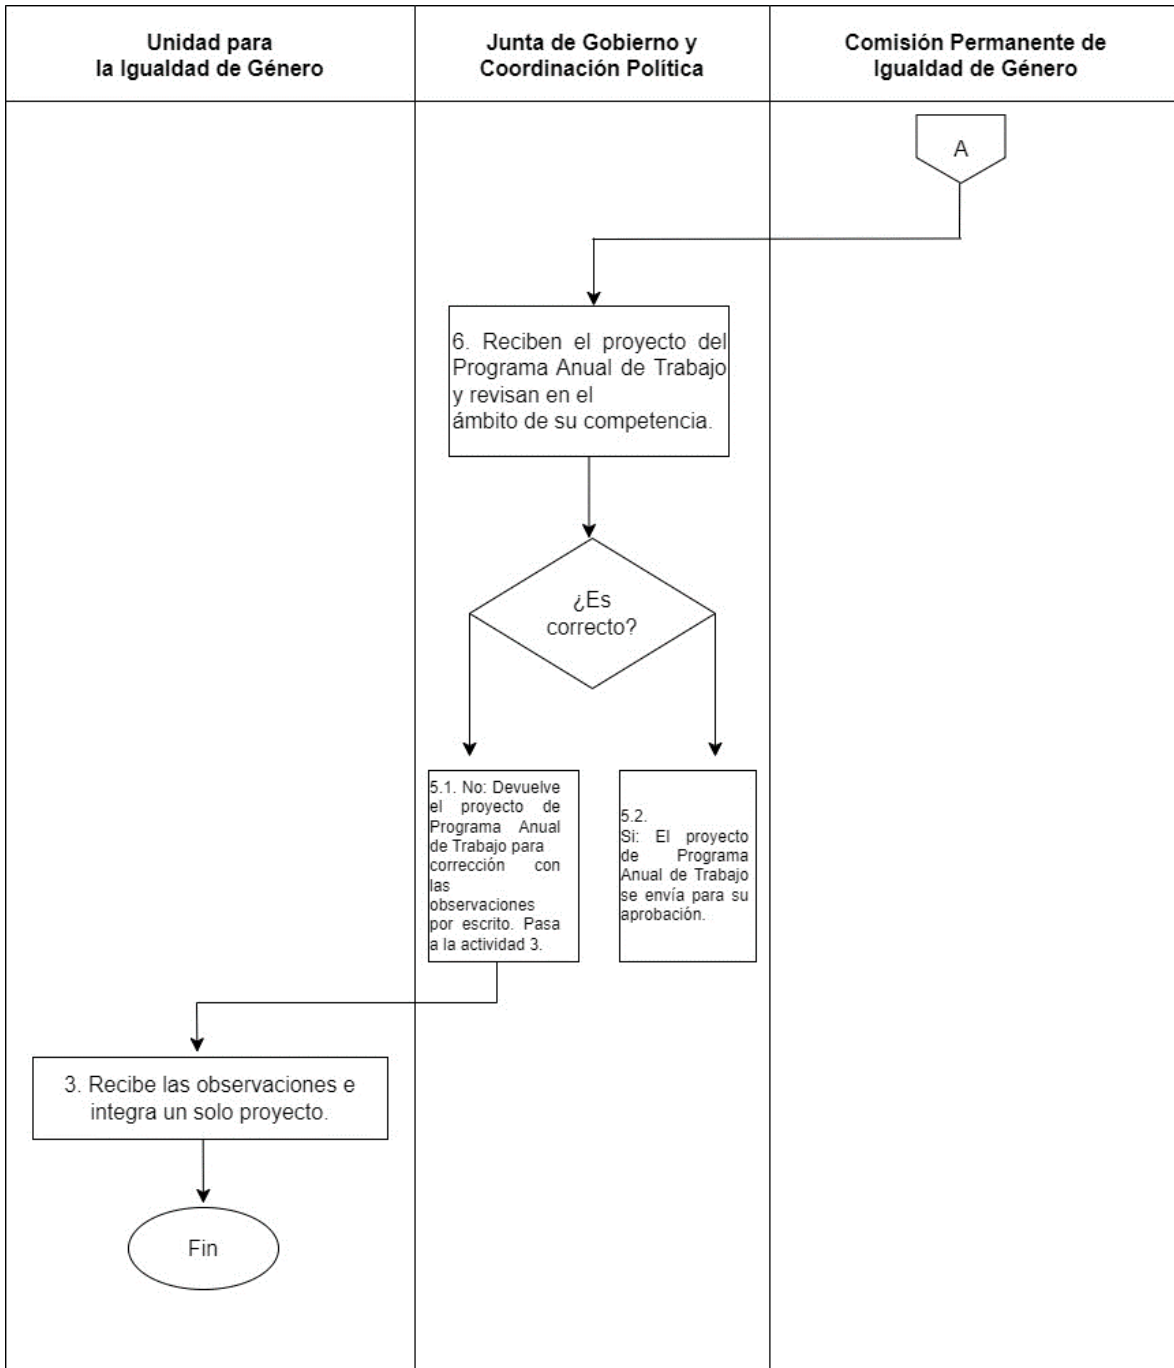 Unidad para
la Igualdad de Género
Junta de Gobierno y
Coordinación Política
Comisión Permanente de
Igualdad de Género
A
6. Reciben el proyecto del
Programa Anual de Trabajo
y revisan en el
ámbito de su competencia.
¿Es
correcto?
5.1. No: Devuelve
el proyecto de
Programa Anual
de Trabajo para
corrección con
las
observaciones
por escrito. Pasa
a la actividad 3.
5.2.
Si: El proyecto
de Programa
Anual de Trabajo
se envía para su
aprobación.
3. Recibe las observaciones e
integra un solo proyecto.
Fin